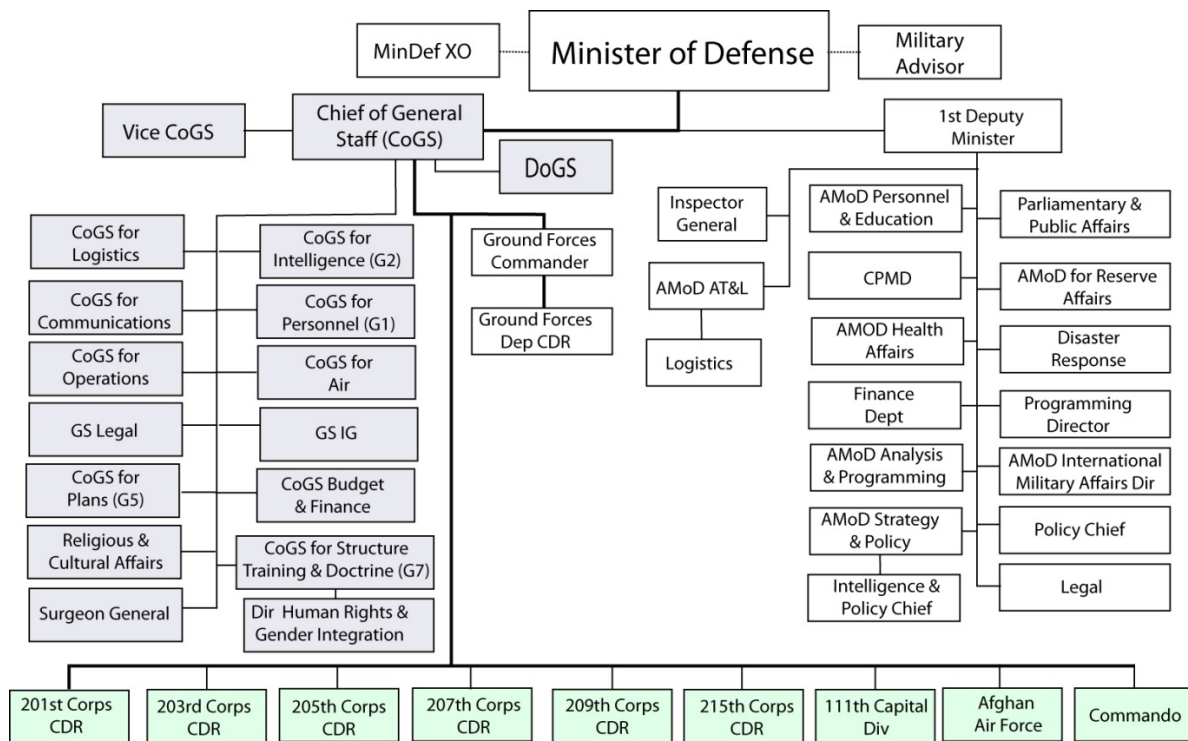 MinDef XO
Minister of Defense
Military
Advisor
Vice CoGS
Chief of General
Staff (CoGS)
1st Deputy
Minister
DoGS
CoGS for
Logistics
CoGS for
Intelligence (G2)
CoGS for
Communications
CoGS for
Personnel (G1)
CoGS for
Operations
CoGS for
Air
GS Legal
GS IG
CoGS for
Plans (G5)
CoGS Budget
& Finance
Religious &
Cultural Affairs
CoGS for Structure
Training & Doctrine (G7)
Surgeon General
Dir Human Rights &
Gender Integration
Ground Forces
Commander
Ground Forces
Dep CDR
Inspector
General
AMoD AT&L
Logistics
AMoD Personnel
& Education
Parliamentary &
Public Affairs
CPMD
AMoD for Reserve
Affairs
AMOD Health
Affairs
Disaster
Response
Finance
Dept
Programming
Director
AMoD Analysis
& Programming
AMoD International
Military Affairs Dir
AMoD Strategy
& Policy
Policy Chief
Intelligence &
Policy Chief
Legal
201st Corps
CDR
203rd Corps
CDR
205th Corps
CDR
207th Corps
CDR
209th Corps
CDR
215th Corps
CDR
111th Capital
Div
Afghan
Air Force
Commando